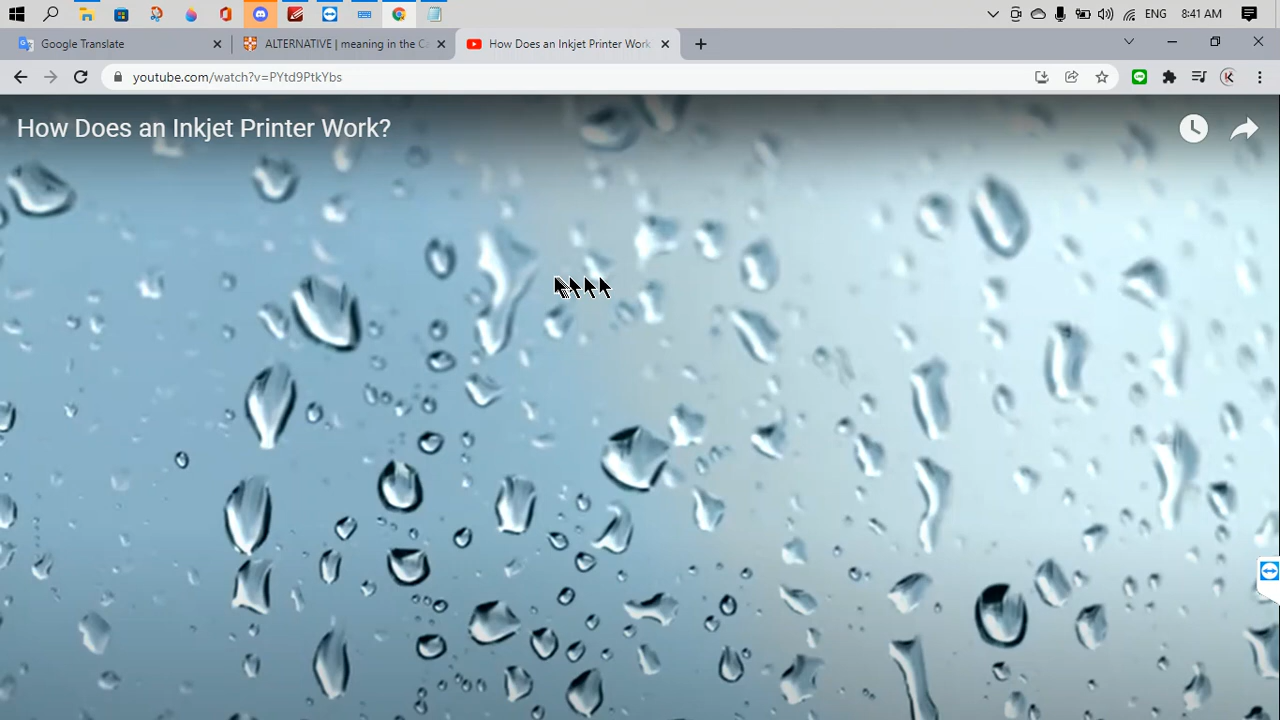 ENG 8:41 AM
Google Translate
ALTERNATIVE | meaning in the C
How Does an Inkjet Printer Work
youtube.com/watch?v=PYtd9PtkYbs
How Does an Inkjet Printer Work?